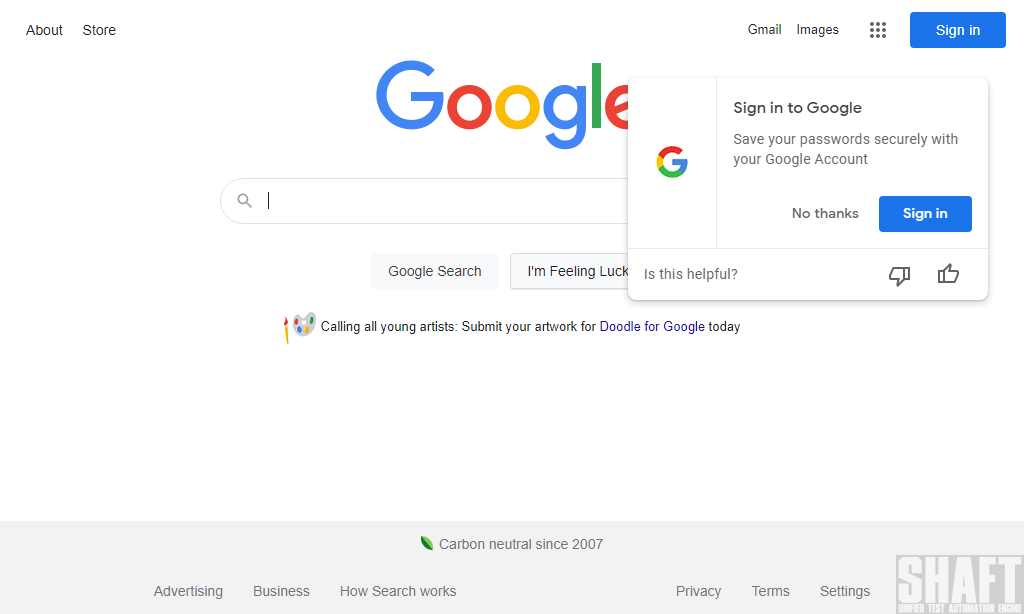 About Store
Gmail Images
Sign in
Google
Sign in to Google
Save your passwords securely with
your Google Account
No thanks Sign in
Is this helpful?
Google Search
I'm Feeling Luck
Calling all young artists: Submit your artwork for Doodle for Google today
Carbon neutral since 2007
Advertising Business How Search works
Privacy Terms Settings
SHAFT
UNIFIED TEST AUTOMATION ENGINE